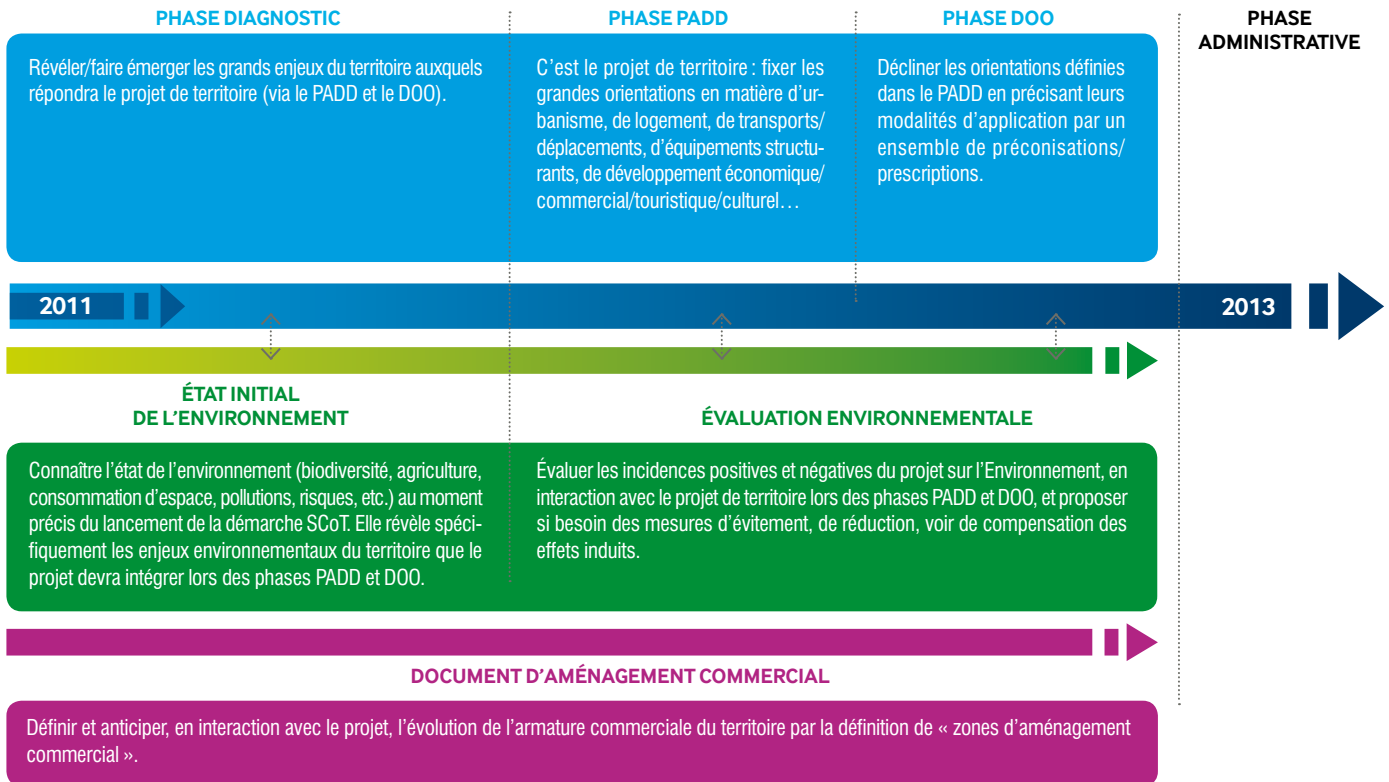 PHASE DIAGNOSTIC
Révéler/faire émerger les grands enjeux du territoire auxquels
répondra le projet de territoire (via le PADD et le DOO).
PHASE PADD
C’est le projet de territoire : fixer les
grandes orientations en matière d’ur-
banisme, de logement, de transports/
déplacements, d’équipements structu-
rants, de développement économique/
commercial/touristique/culturel…
PHASE DOO
Décliner les orientations définies
dans le PADD en précisant leurs
modalités d’application par un
ensemble de préconisations/
prescriptions.
PHASE
ADMINISTRATIVE
2011
2013
ÉTAT INITIAL
DE L’ENVIRONNEMENT
Connaître l’état de l’environnement (biodiversité, agriculture,
consommation d’espace, pollutions, risques, etc.) au moment
précis du lancement de la démarche SCoT. Elle révèle spéci-
fiquement les enjeux environnementaux du territoire que le
projet devra intégrer lors des phases PADD et DOO.
ÉVALUATION ENVIRONNEMENTALE
Évaluer les incidences positives et négatives du projet sur l’Environnement, en
interaction avec le projet de territoire lors des phases PADD et DOO, et proposer
si besoin des mesures d’évitement, de réduction, voir de compensation des
effets induits.
DOCUMENT D’AMÉNAGEMENT COMMERCIAL
Définir et anticiper, en interaction avec le projet, l’évolution de l’armature commerciale du territoire par la définition de « zones d’aménagement
commercial ».